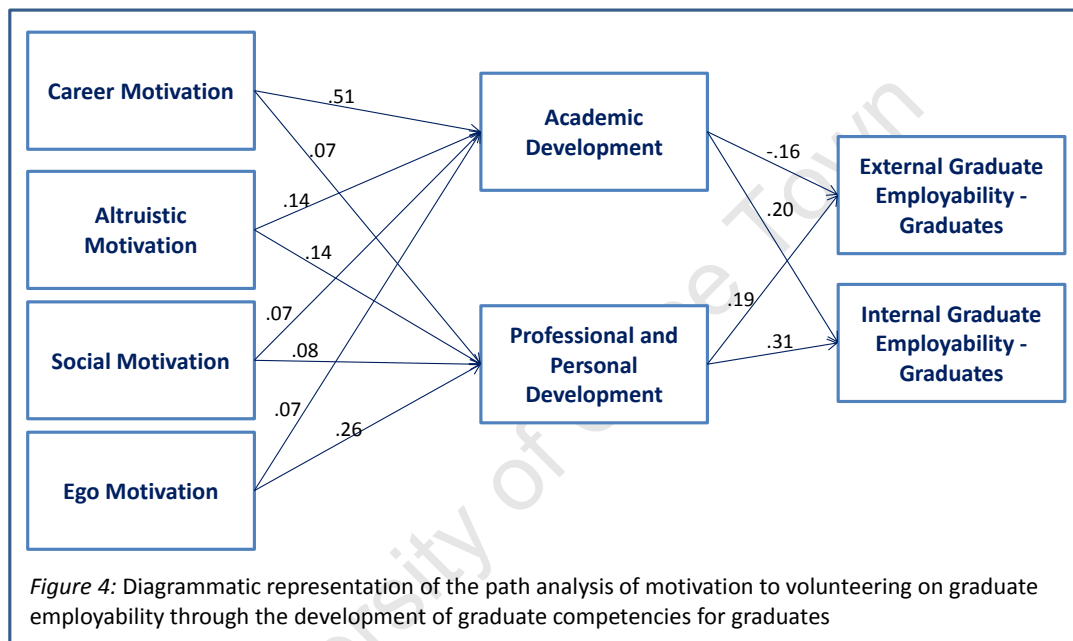 Career Motivation
Altruistic
Motivation
Social Motivation
Ego Motivation
.51
.07
.14
.14
.07
.08
.07
.26
Academic
Development
Professional and
Personal
Development
-.16
.20
.19
.31
External Graduate
Employability -
Graduates
Internal Graduate
Employability -
Graduates
Figure 4: Diagrammatic representation of the path analysis of motivation to volunteering on graduate
employability through the development of graduate competencies for graduates